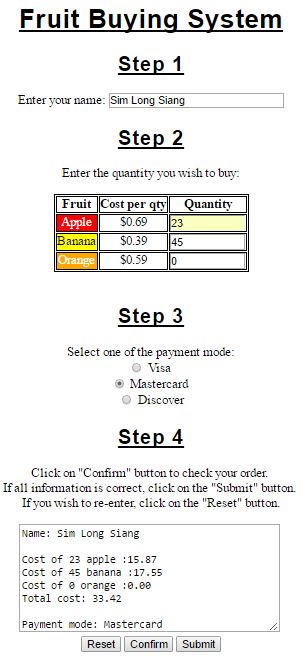 Fruit Buying System
Step 1
Enter your name: Sim Long Siang
Step 2
Enter the quantity you wish to buy:
Fruit Cost per qty Quantity
Apple $0.69 23
Banana $0.39 45
Orange $0.59 0
Step 3
Select one of the payment mode:
Visa
Mastercard
Discover
Step 4
Click on "Confirm" button to check your order.
If all information is correct, click on the "Submit" button.
If you wish to re-enter, click on the "Reset" button.
Name: Sim Long Siang
Cost of 23 apple :15.87
Cost of 45 banana :17.55
Cost of 0 orange :0.00
Total cost: 33.42
Payment mode: Mastercard
Reset Confirm Submit